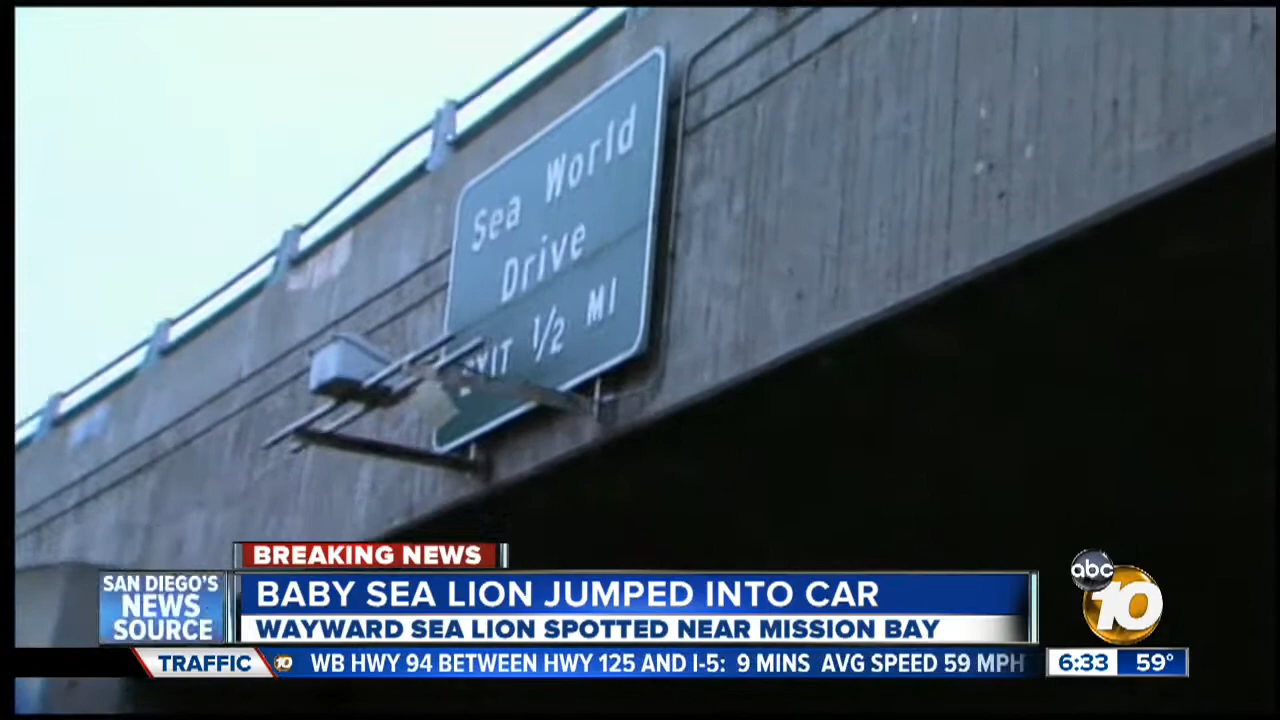 Sea World
Drive
EXIT 1/2 MI
BREAKING NEWS
SAN DIEGO'S
NEWS
SOURCE
BABY SEA LION JUMPED INTO CAR
WAYWARD SEA LION SPOTTED NEAR MISSION BAY
abc
10
TRAFFIC 10 WB HWY 94 BETWEEN HWY 125 AND I-5: 9 MINS AVG SPEED 59 MPH
6:33 59°